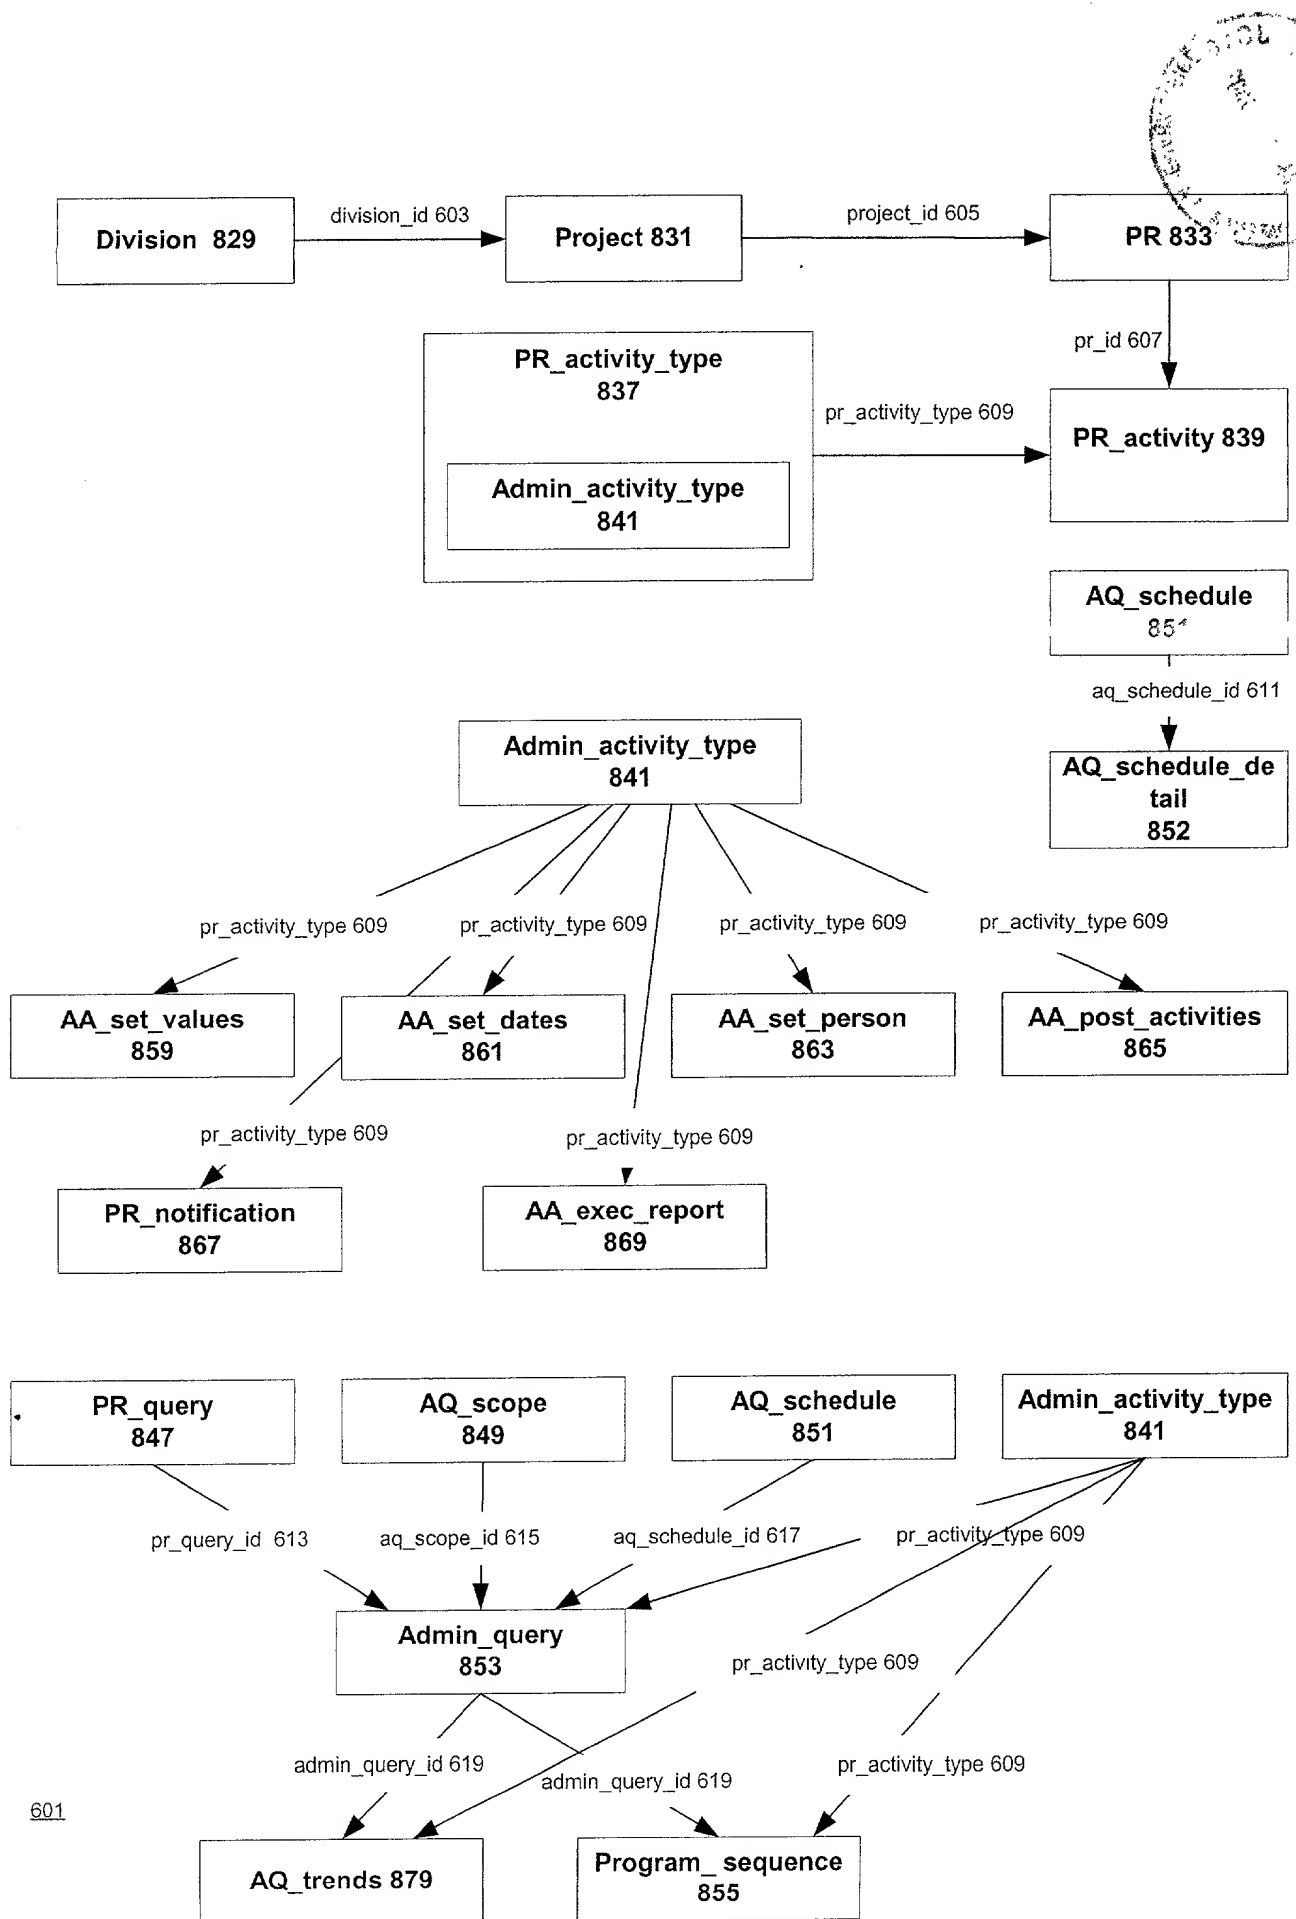 division_id 603
project_id 605
Division 829
Project 831
PR 833
pr_id 607
PR_activity_type
837
pr_activity_type 609
PR_activity 839
Admin_activity_type
841
AQ_schedule
aq_schedule_id 611
Admin_activity_type
841
AQ_schedule_de
tail
852
pr_activity_type 609
pr_activity_type 609
pr_activity_type 609
pr_activity_type 609
AA_set_values
859
AA_set_dates
861
AA_set_person
863
AA_post_activities
865
pr_activity_type 609
pr_activity_type 609
PR_notification
867
AA_exec_report
869
PR_query
847
AQ_scope
849
AQ_schedule
851
Admin_activity_type
841
pr_query_id 613
aq_scope_id 615
aq_schedule_id 617
pr_activity_type 609
Admin_query
853
pr_activity_type 609
admin_query_id 619
admin_query_id 619
pr_activity_type 609
601
AQ_trends 879
Program_ sequence
855